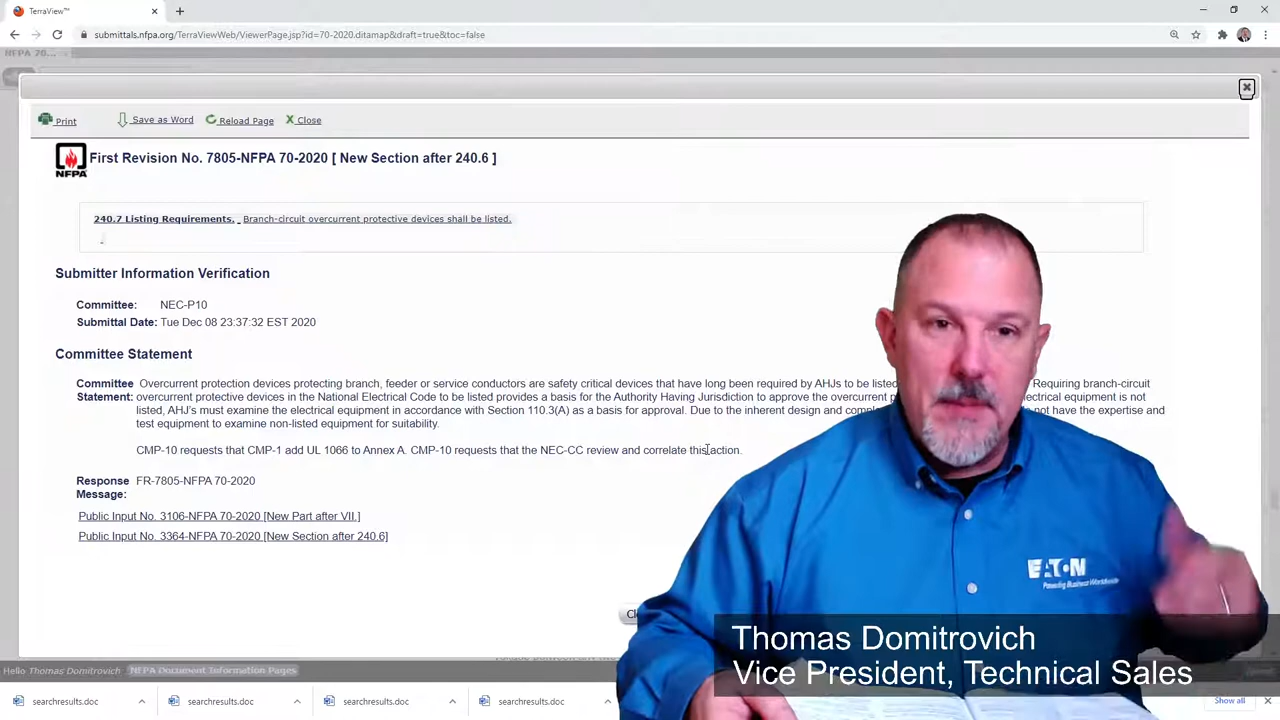 TerraView™
submittals.nfpa.org/TerraViewWeb/ViewerPage.jsp?id=70-2020.ditamap&draft=true&toc=false
NFPA 70...
Print Save as Word Reload Page Close
NFPA
First Revision No. 7805-NFPA 70-2020 [ New Section after 240.6 ]
240.7 Listing Requirements. Branch-circuit overcurrent protective devices shall be listed.
Submitter Information Verification
Committee: NEC-P10
Submittal Date: Tue Dec 08 23:37:32 EST 2020
Committee Statement
Committee Overcurrent protection devices protecting branch, feeder or service conductors are safety critical devices that have long been required by AHJs to be listed Requiring branch-circuit
Statement: overcurrent protective devices in the National Electrical Code to be listed provides a basis for the Authority Having Jurisdiction to approve the overcurrent electrical equipment is not
listed, AHJ's must examine the electrical equipment in accordance with Section 110.3(A) as a basis for approval. Due to the inherent design and not have the expertise and
test equipment to examine non-listed equipment for suitability.
CMP-10 requests that CMP-1 add UL 1066 to Annex A. CMP-10 requests that the NEC-CC review and correlate this action.
Response FR-7805-NFPA 70-2020
Message:
Public Input No. 3106-NFPA 70-2020 [New Part after VII.]
Public Input No. 3364-NFPA 70-2020 [New Section after 240.6]
EATON
Powering Business Worldwide
Thomas Domitrovich
Vice President, Technical Sales
Hello Thomas Domitrovich NFPA Document Information Pages
searchresults.doc searchresults.doc searchresults.doc searchresults.doc Show all